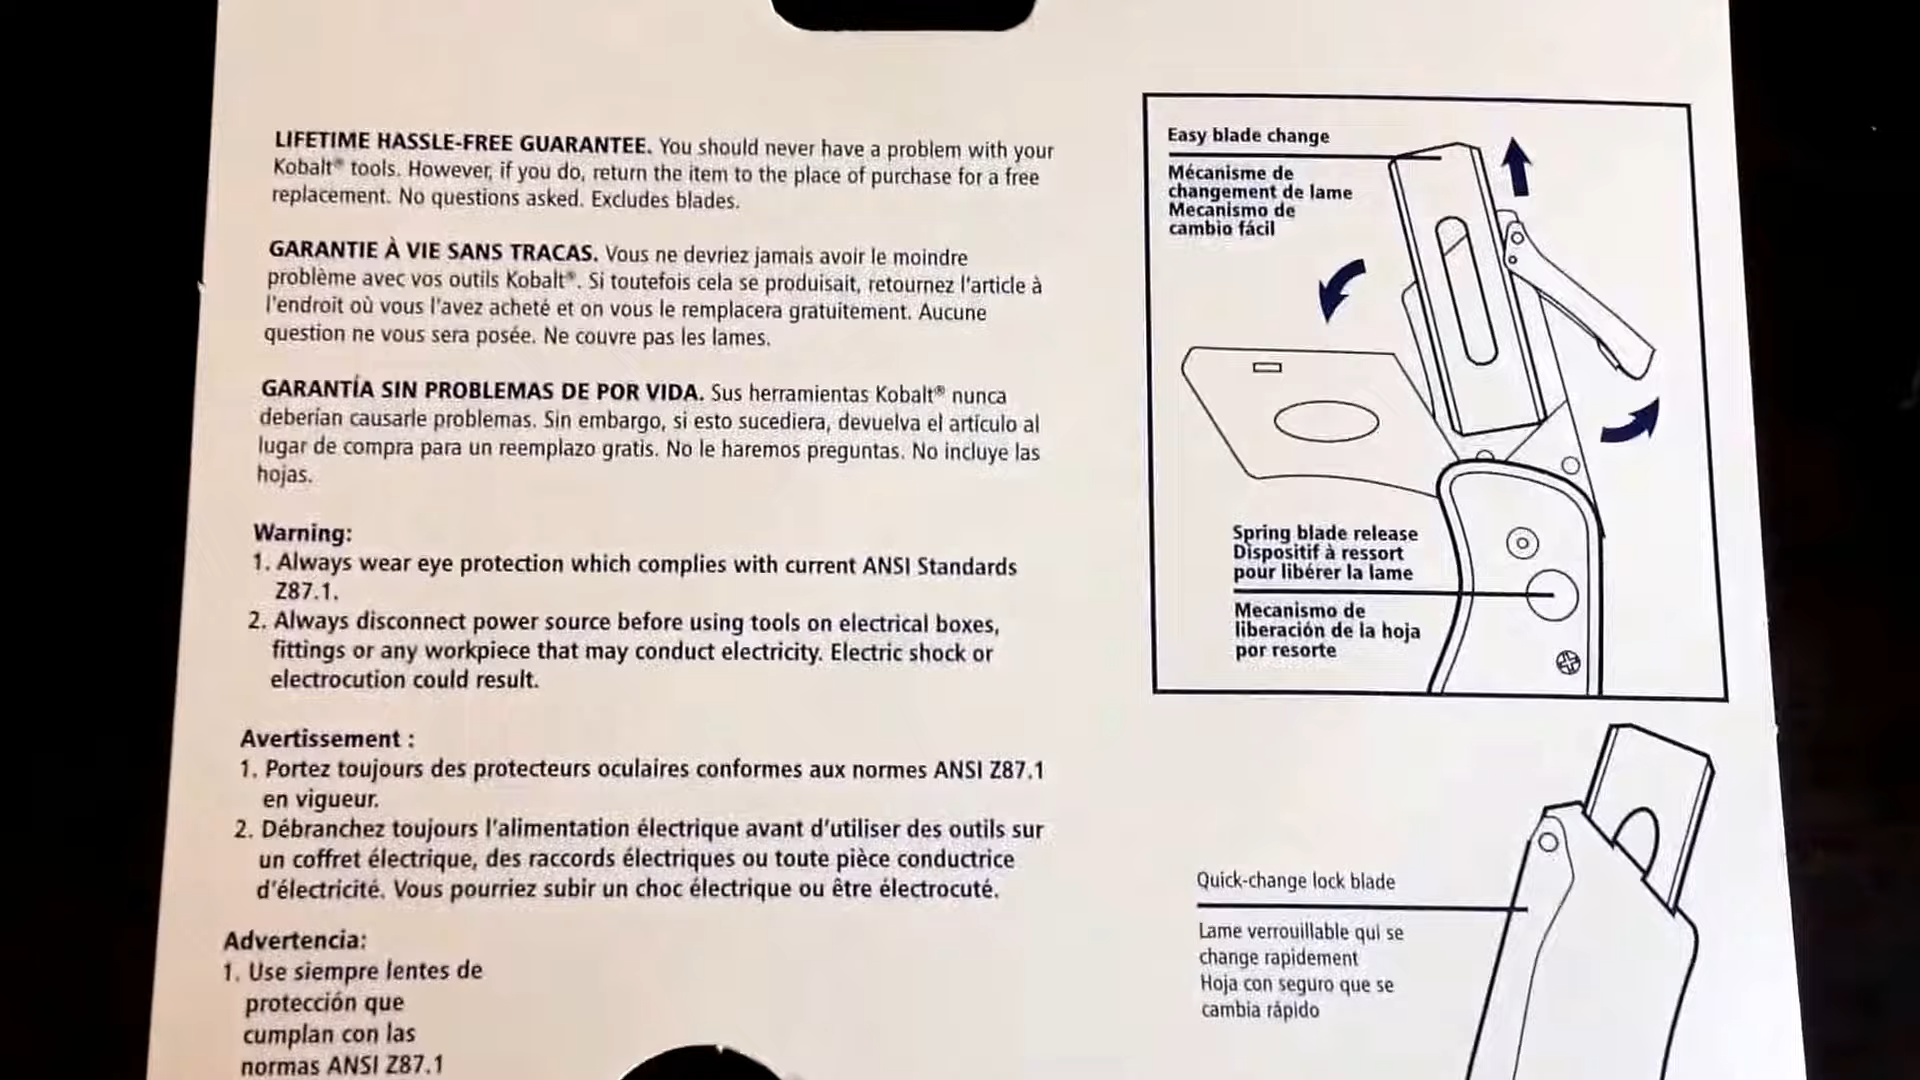 LIFETIME HASSLE-FREE GUARANTEE. You should never have a problem with your
Kobalt® tools. However, if you do, return the item to the place of purchase for a free
replacement. No questions asked. Excludes blades.
GARANTIE À VIE SANS TRACAS. Vous ne devriez jamais avoir le moindre
problème avec vos outils Kobalt®. Si toutefois cela se produisait, retournez l'article à
l'endroit où vous l'avez acheté et on vous le remplacera gratuitement. Aucune
question ne vous sera posée. Ne couvre pas les lames.
GARANTÍA SIN PROBLEMAS DE POR VIDA. Sus herramientas Kobalt® nunca
deberían causarle problemas. Sin embargo, si esto sucediera, devuelva el artículo al
lugar de compra para un reemplazo gratis. No le haremos preguntas. No incluye las
hojas.
Warning:
1. Always wear eye protection which complies with current ANSI Standards
Z87.1.
2. Always disconnect power source before using tools on electrical boxes,
fittings or any workpiece that may conduct electricity. Electric shock or
electrocution could result.
Avertissement :
1. Portez toujours des protecteurs oculaires conformes aux normes ANSI Z87.1
en vigueur.
2. Débranchez toujours l'alimentation électrique avant d'utiliser des outils sur
un coffret électrique, des raccords électriques ou toute pièce conductrice
d'électricité. Vous pourriez subir un choc électrique ou être électrocuté.
Advertencia:
1. Use siempre lentes de
protección que
cumplan con las
normas ANSI Z87.1
Easy blade change
Mécanisme de
changement de lame
Mecanismo de
cambio fácil
Spring blade release
Dispositif à ressort
pour libérer la lame
Mecanismo de
liberación de la hoja
por resorte
Quick-change lock blade
Lame verrouillable qui se
change rapidement
Hoja con seguro que se
cambia rápido